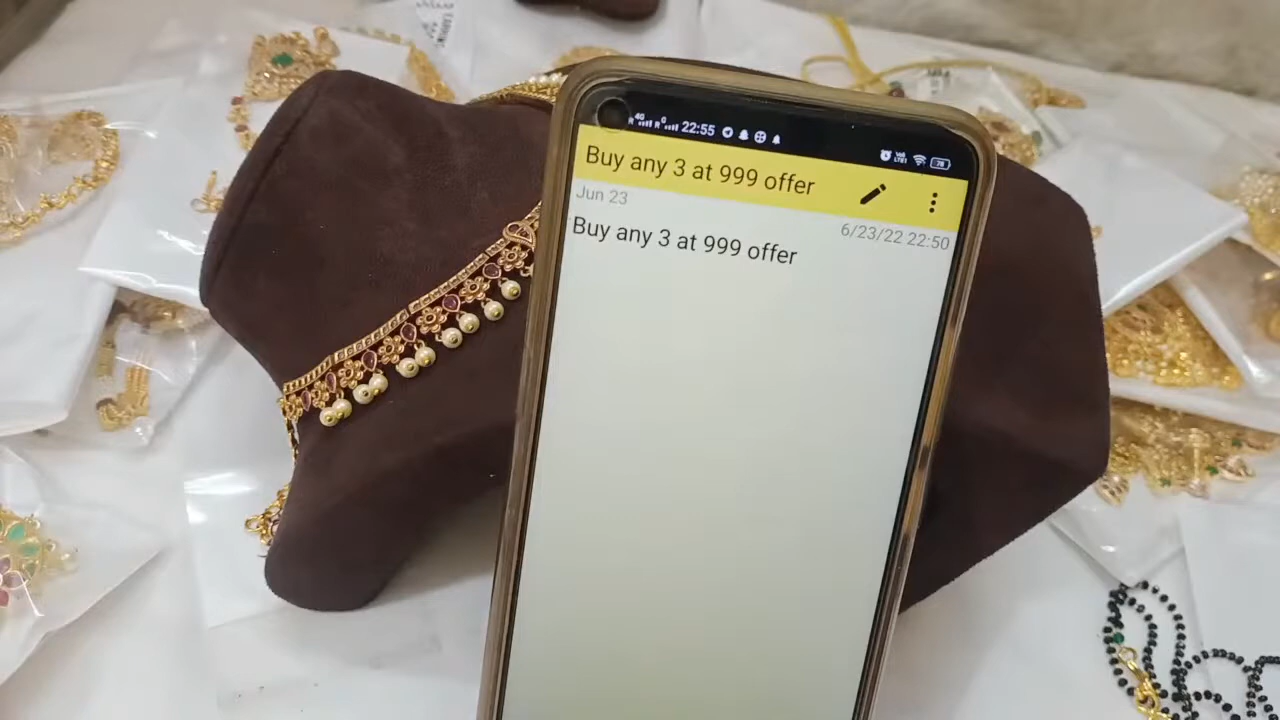 22:55
Buy any 3 at 999 offer
Jun 23
6/23/22 22:50
Buy any 3 at 999 offer